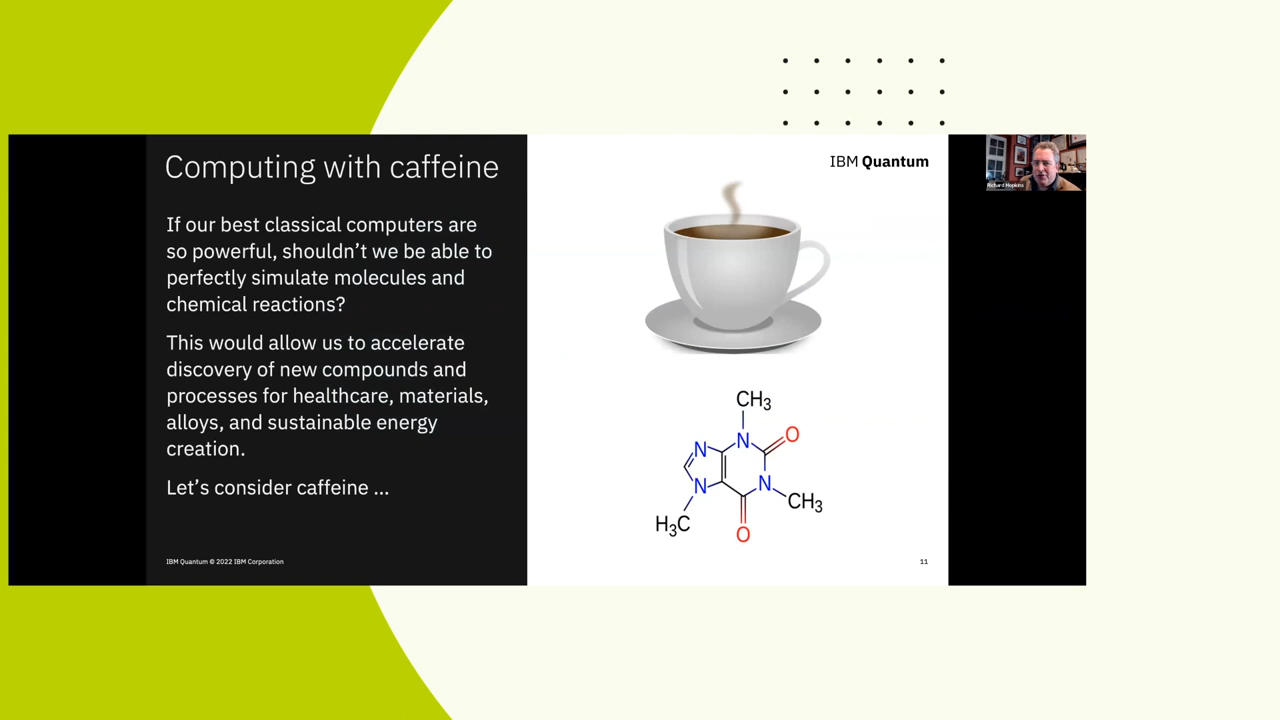 Computing with caffeine
If our best classical computers are
so powerful, shouldn’t we be able to
perfectly simulate molecules and
chemical reactions?
This would allow us to accelerate
discovery of new compounds and
processes for healthcare, materials,
alloys, and sustainable energy
creation.
Let’s consider caffeine ...
IBM Quantum © 2022 IBM Corporation
IBM Quantum
CH3
O
N
N
N
N
CH3
H3C
O
11
Richard Hopkins